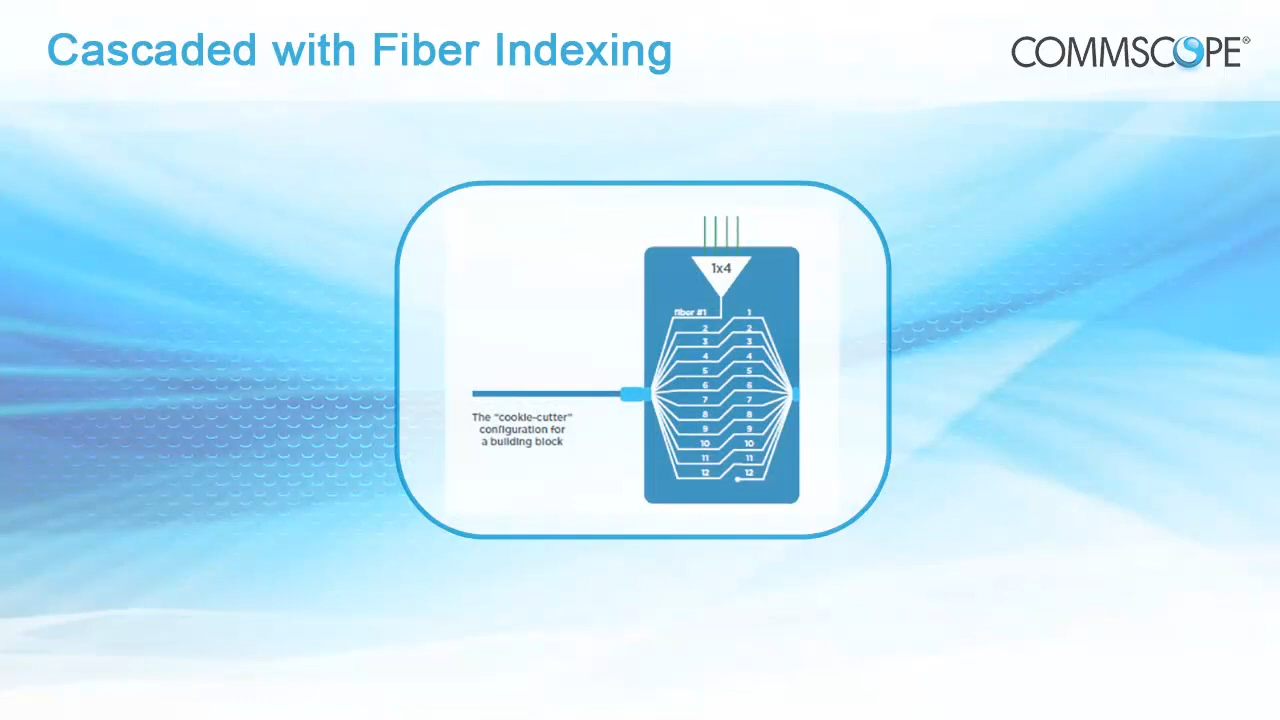 Cascaded with Fiber Indexing
COMMSCOPE®
1x4
fiber #1 1
2 2
3 3
4 4
5 5
6 6
7 7
8 8
9 9
10 10
11 11
12 12
The "cookie-cutter"
configuration for
a building block